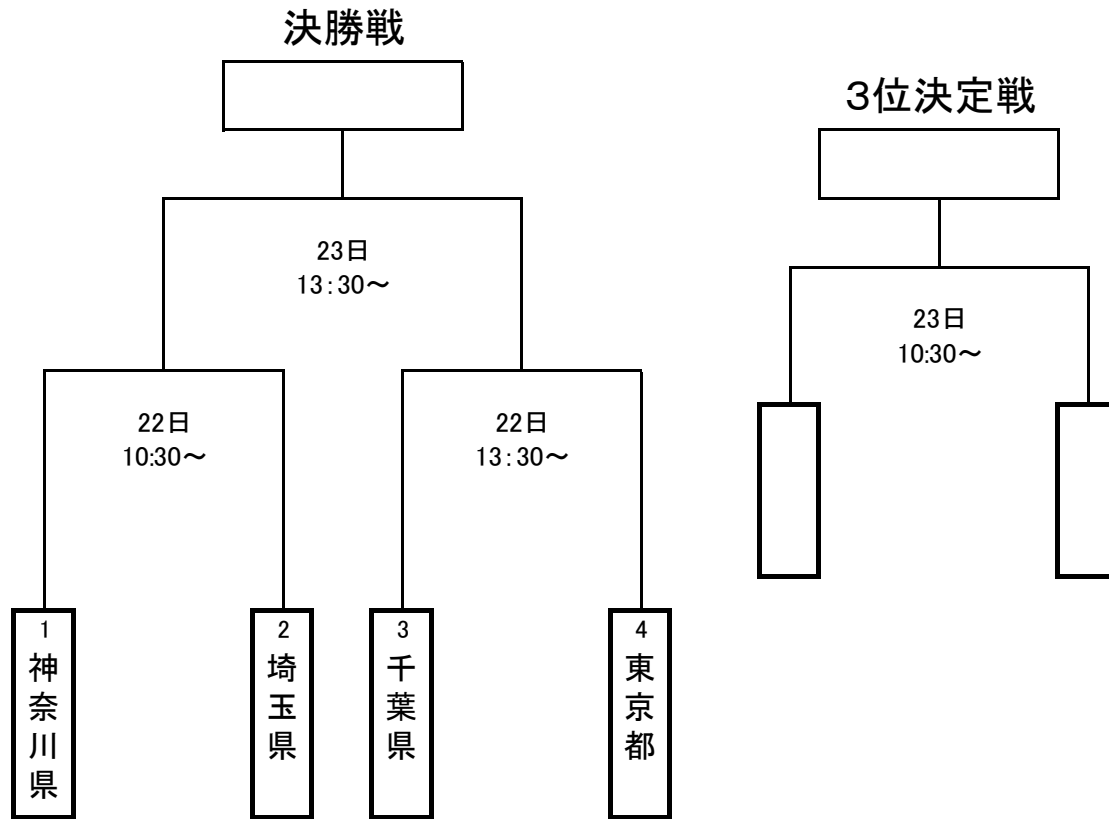 決勝戦
3位決定戦
23日
13:30～
23日
10:30～
22日
10:30～
22日
13:30～
1
神奈川県
2
埼玉県
3
千葉県
4
東京都